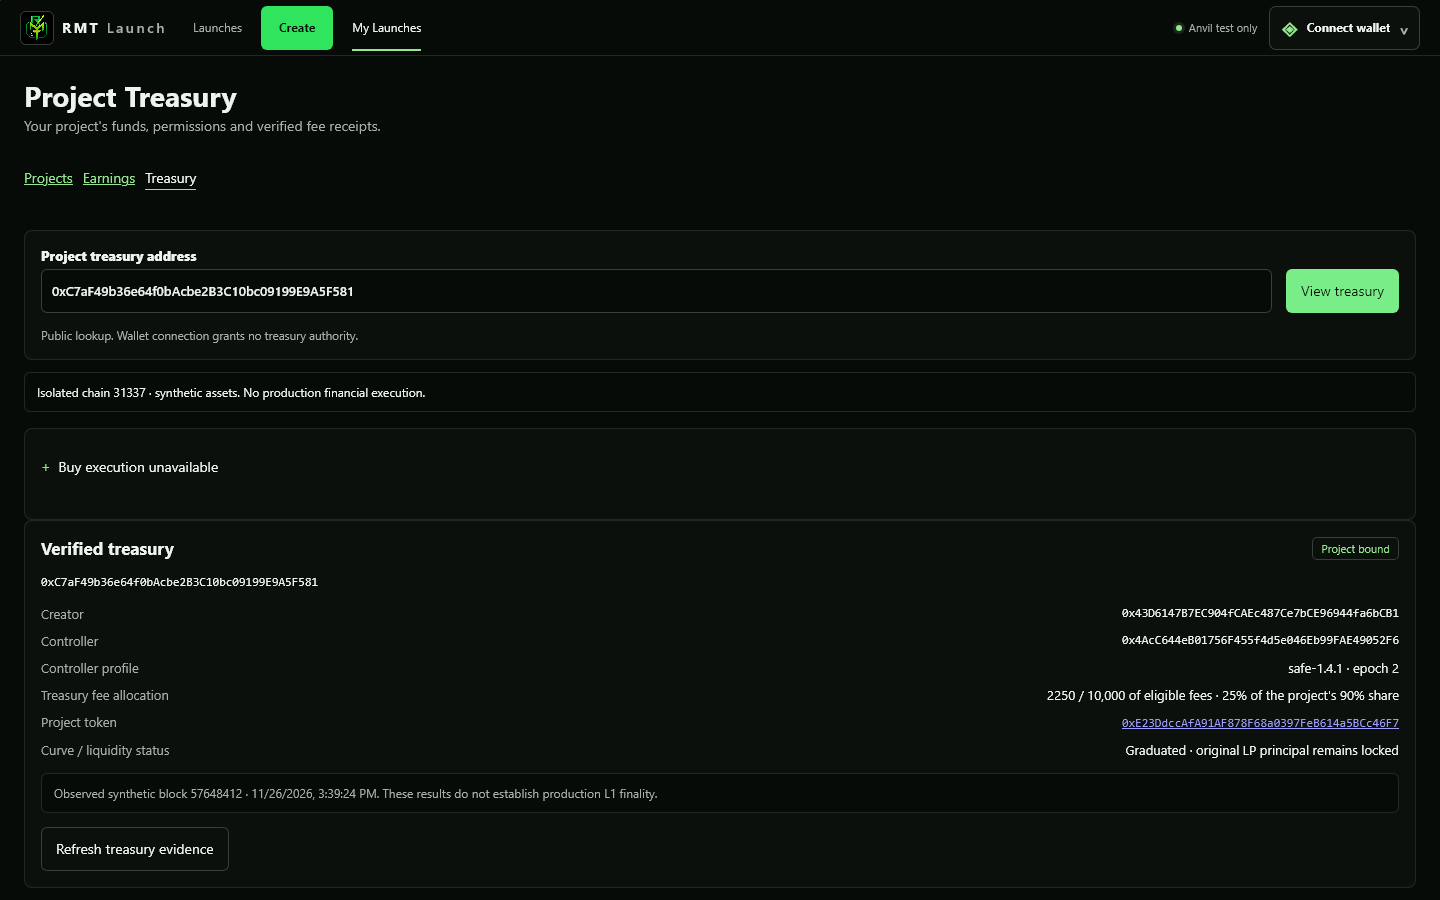 RMT Launch
Launches
Create
My Launches
Anvil test only
Connect wallet
Project Treasury
Your project's funds, permissions and verified fee receipts.
Projects Earnings Treasury
Project treasury address
0xC7aF49b36e64f0bAcbe2B3C10bc09199E9A5F581
View treasury
Public lookup. Wallet connection grants no treasury authority.
Isolated chain 31337 · synthetic assets. No production financial execution.
+ Buy execution unavailable
Verified treasury
Project bound
0xC7aF49b36e64f0bAcbe2B3C10bc09199E9A5F581
Creator 0x43D6147B7EC904fCAEc487Ce7bCE96944fa6bCB1
Controller 0x4AcC644eB01756F455f4d5e046Eb99FAE49052F6
Controller profile safe-1.4.1 · epoch 2
Treasury fee allocation 2250 / 10,000 of eligible fees · 25% of the project's 90% share
Project token 0xE23DdccAfA91AF878F68a0397FeB614a5BCc46F7
Curve / liquidity status Graduated · original LP principal remains locked
Observed synthetic block 57648412 · 11/26/2026, 3:39:24 PM. These results do not establish production L1 finality.
Refresh treasury evidence